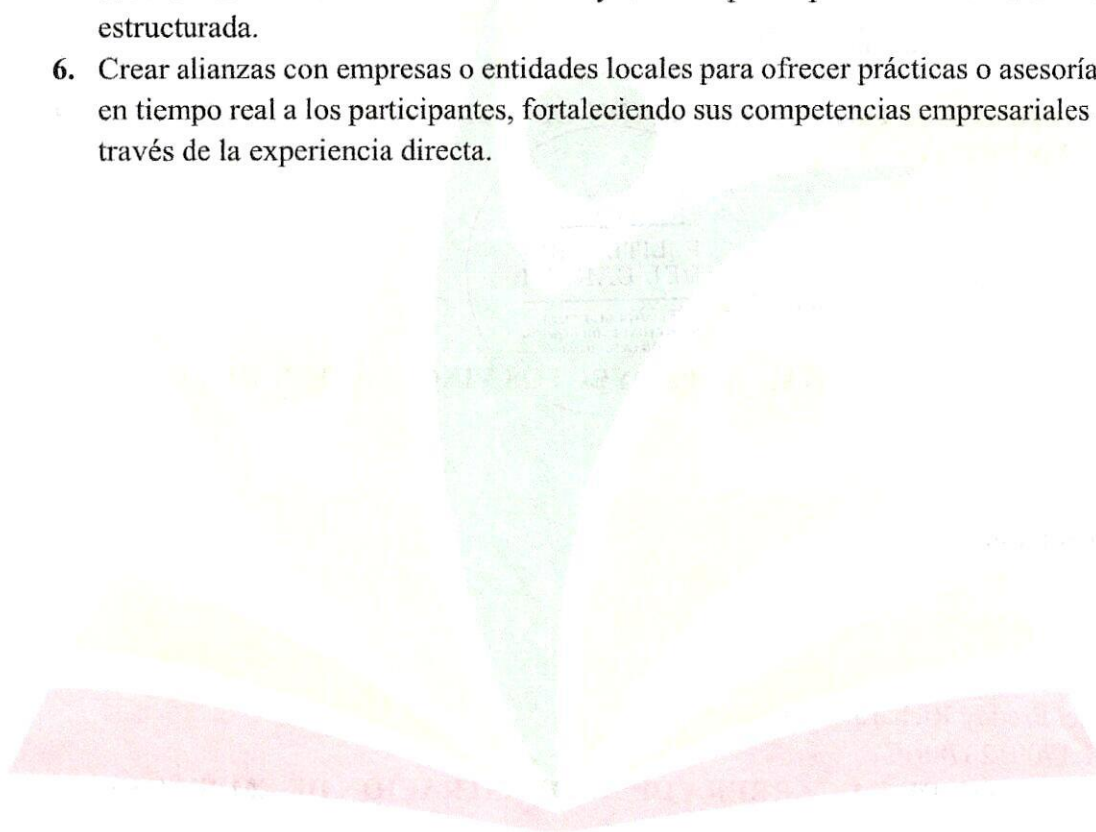 estructurada.
6. Crear alianzas con empresas o entidades locales para ofrecer prácticas o asesoría
en tiempo real a los participantes, fortaleciendo sus competencias empresariales
través de la experiencia directa.